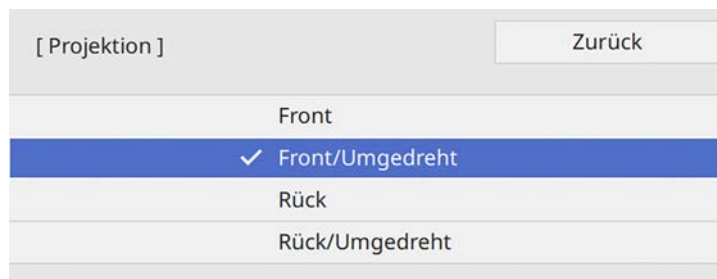 [ Projektion ]
Zurück
Front
Front/Umgedreht
Rück
Rück/Umgedreht